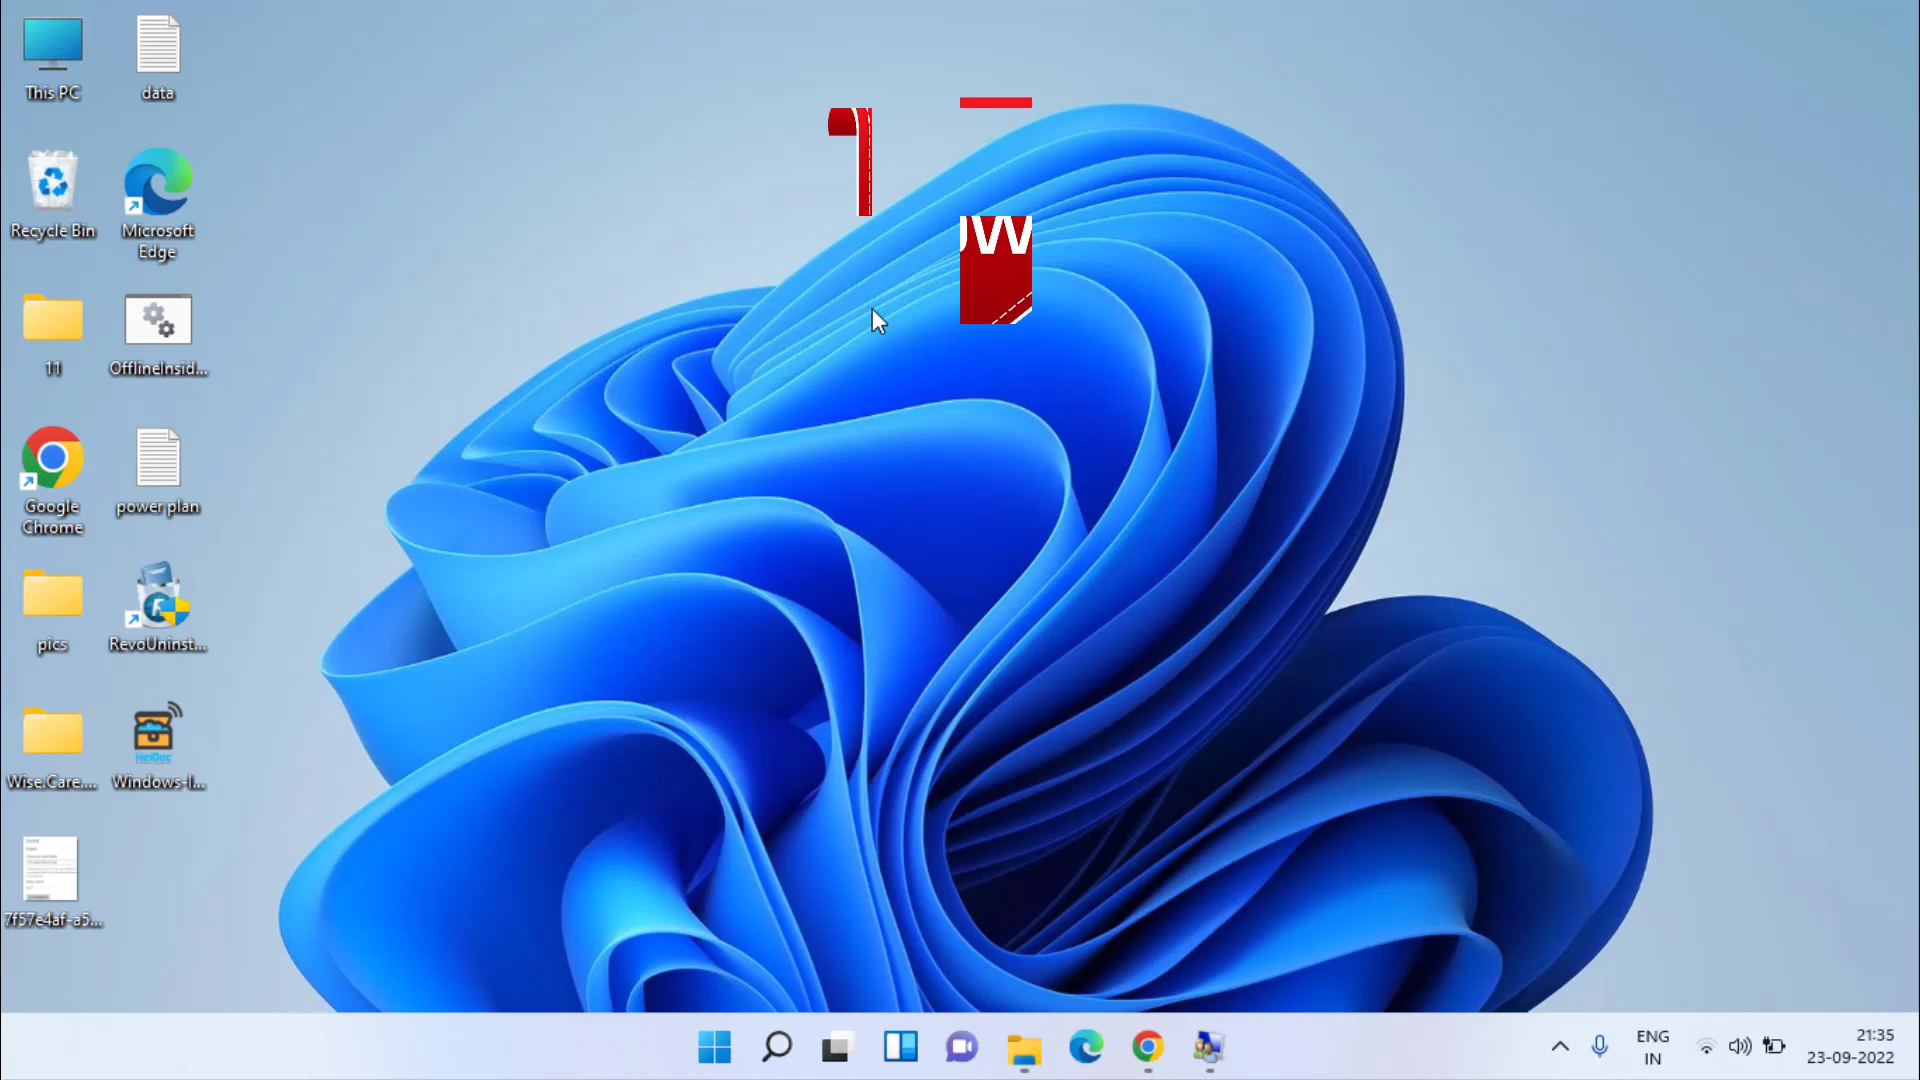 This PC
data
Recycle Bin
Microsoft
Edge
11
OfflineInsid...
Google
Chrome
power plan
pics
RevoUninst...
Wise.Care....
HeiDoc
Windows-I...
7f57e4af-a5...
W
ENG
IN
21:35
23-09-2022